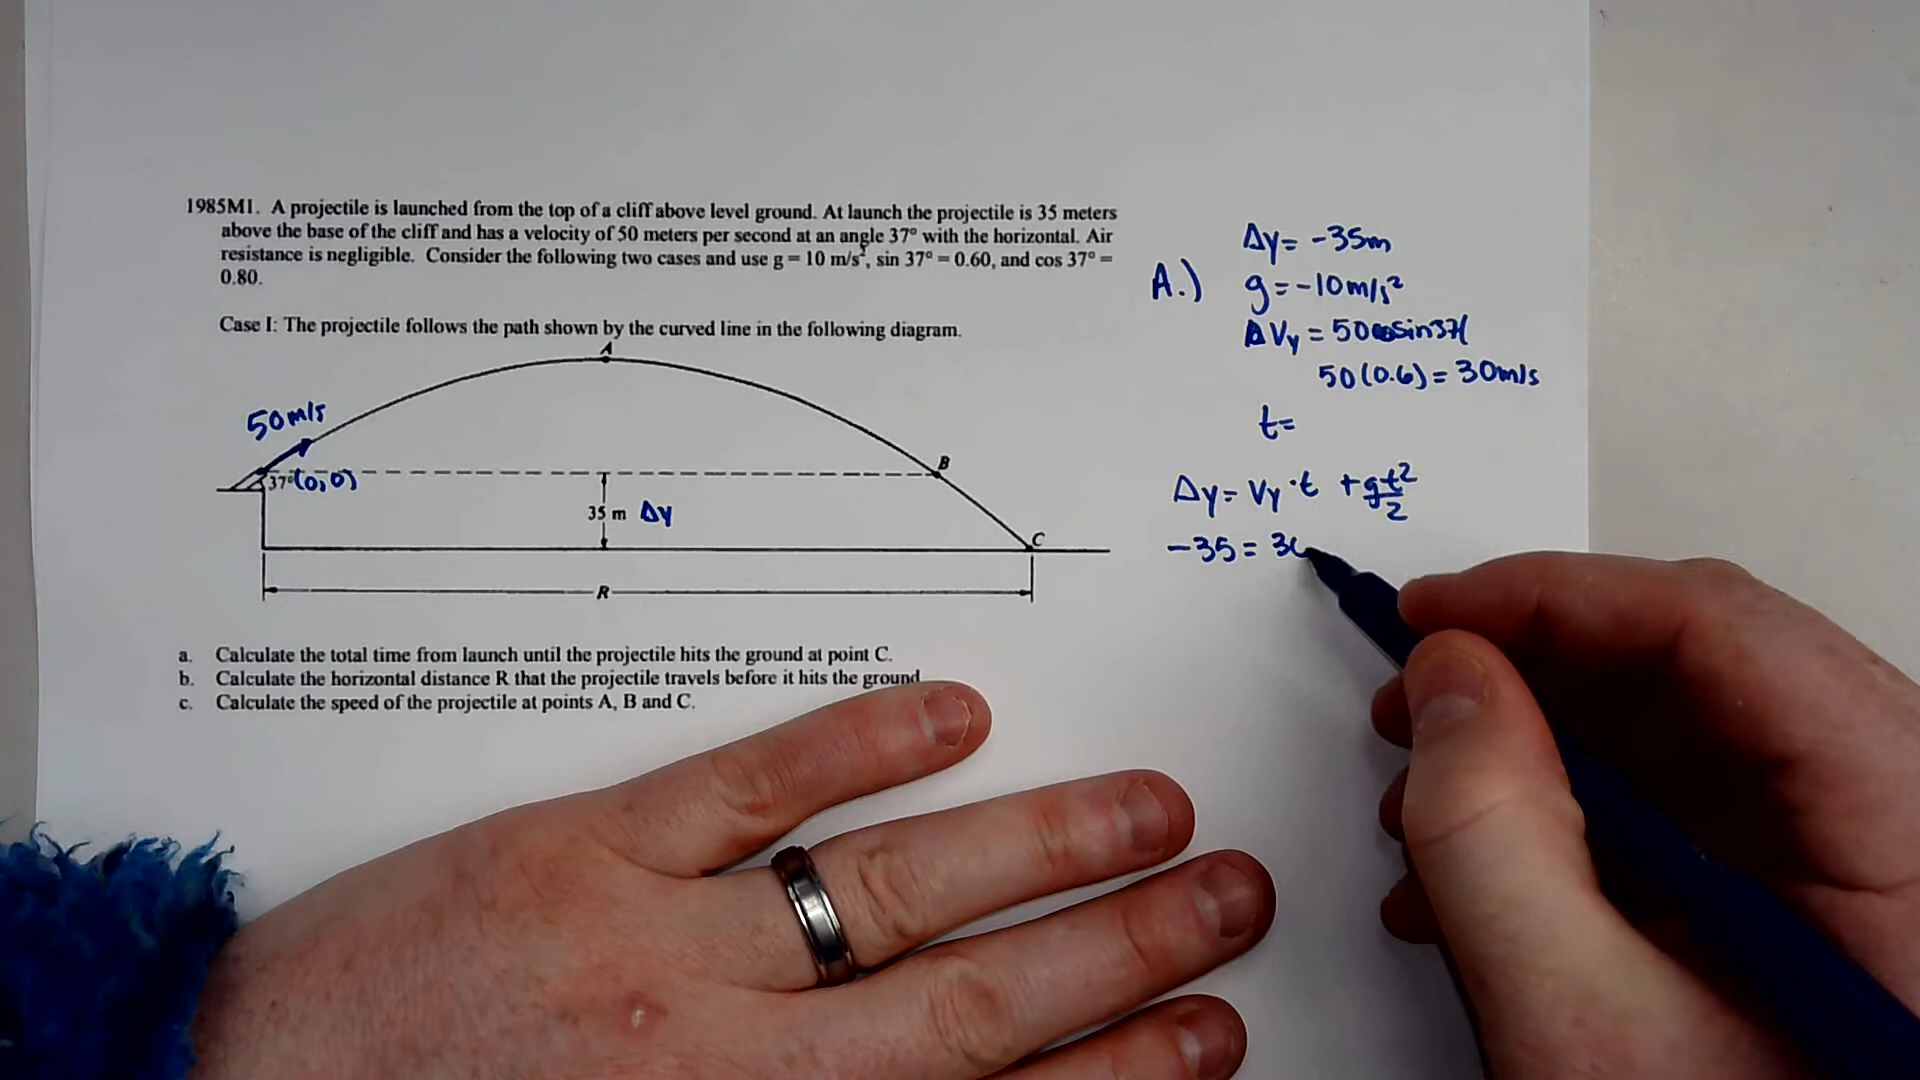 1985M1. A projectile is launched from the top of a cliff above level ground. At launch the projectile is 35 meters
above the base of the cliff and has a velocity of 50 meters per second at an angle 37° with the horizontal. Air
resistance is negligible. Consider the following two cases and use g = 10 m/s², sin 37° = 0.60, and cos 37° =
0.80.
Case I: The projectile follows the path shown by the curved line in the following diagram.
A
50m/s
B
37° (0,0)
35 m Δy
C
R
a. Calculate the total time from launch until the projectile hits the ground at point C.
b. Calculate the horizontal distance R that the projectile travels before it hits the ground
c. Calculate the speed of the projectile at points A, B and C.
Δy= -35m
A.) g=-10m/s²
Vy = 50 sin37
50(0.6)= 30m/s
t=
Δy= Vy·t +gt²/2
-35= 30